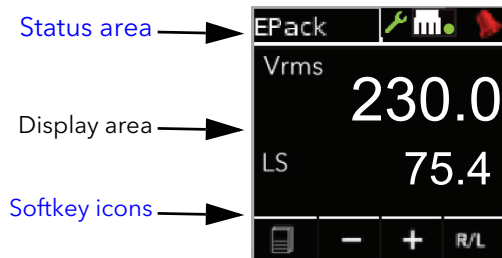 Status area
EPack
Vrms
230.0
Display area
LS
75.4
Softkey icons
− + R/L